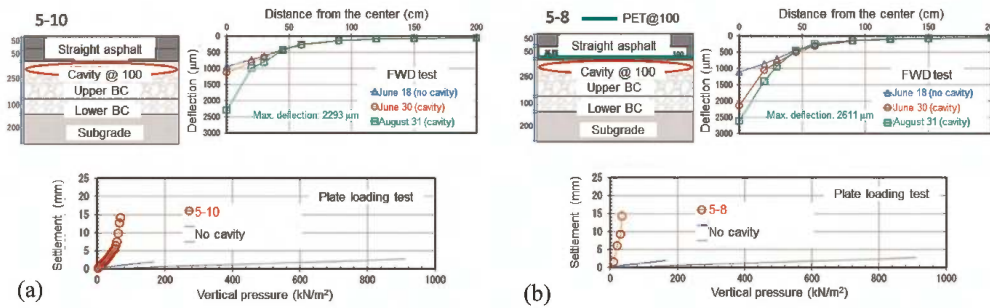 5-10
50
50
250
100
200
Straight asphalt
Cavity @ 100
Upper BC
Lower BC
Subgrade
Distance from the center (cm)
0 50 100 150 200
Deflection (μm)
0
500
1000
1500
2000
2500
3000
FWD test
June 18 (no cavity)
June 30 (cavity)
Max. deflection: 2293 μm
August 31 (cavity)
Settlement (mm)
25
20
15
10
5
0
Plate loading test
5-10
No cavity
0 200 400 600 800 1000
Vertical pressure (kN/m²)
(a)
5-8
PET@100
50
50
250
100
200
Straight asphalt
100
Cavity @ 100
Upper BC
Lower BC
Subgrade
Distance from the center (cm)
0 50 100 150 200
Deflection (μm)
0
500
1000
1500
2000
2500
3000
FWD test
June 18 (no cavity)
June 30 (cavity)
Max. deflection: 2611 μm
August 31 (cavity)
Settlement (mm)
25
20
15
10
5
0
Plate loading test
5-8
No cavity
0 200 400 600 800 1000
Vertical pressure (kN/m²)
(b)